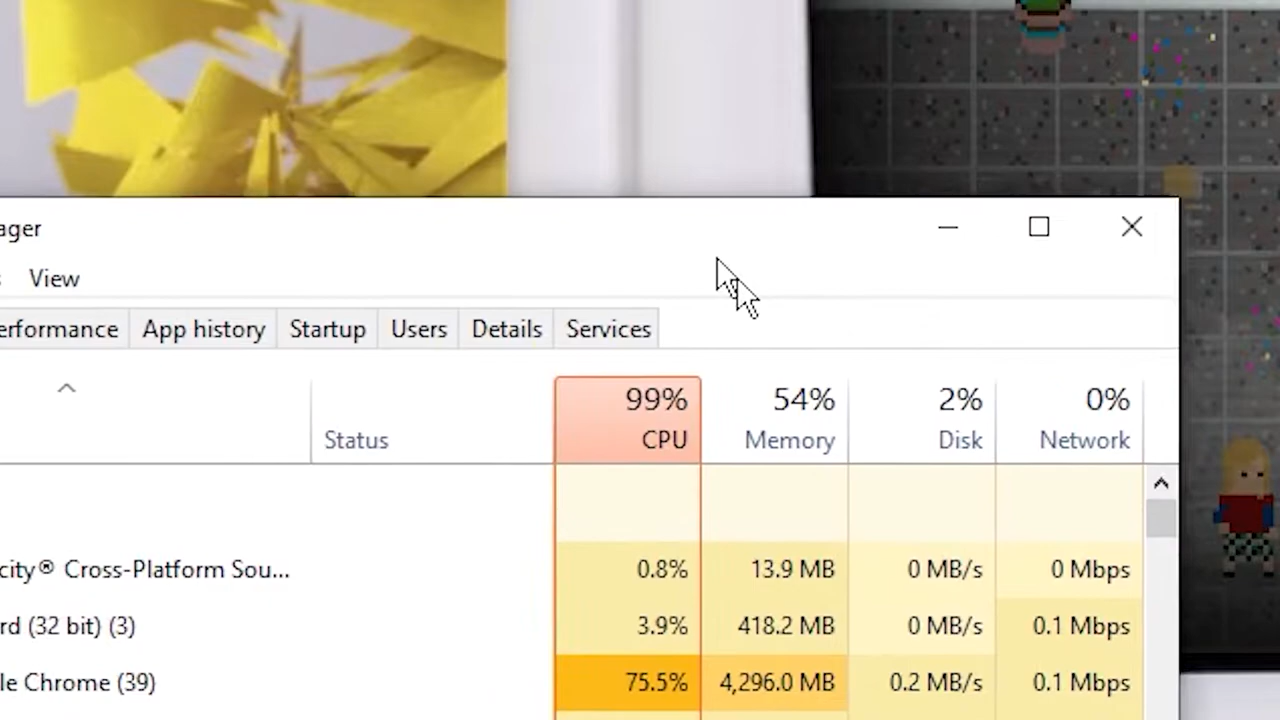 ager
View
erformance App history Startup Users Details Services
99% 54% 2% 0%
Status CPU Memory Disk Network
city® Cross-Platform Sou... 0.8% 13.9 MB 0 MB/s 0 Mbps
rd (32 bit) (3) 3.9% 418.2 MB 0 MB/s 0.1 Mbps
le Chrome (39) 75.5% 4,296.0 MB 0.2 MB/s 0.1 Mbps